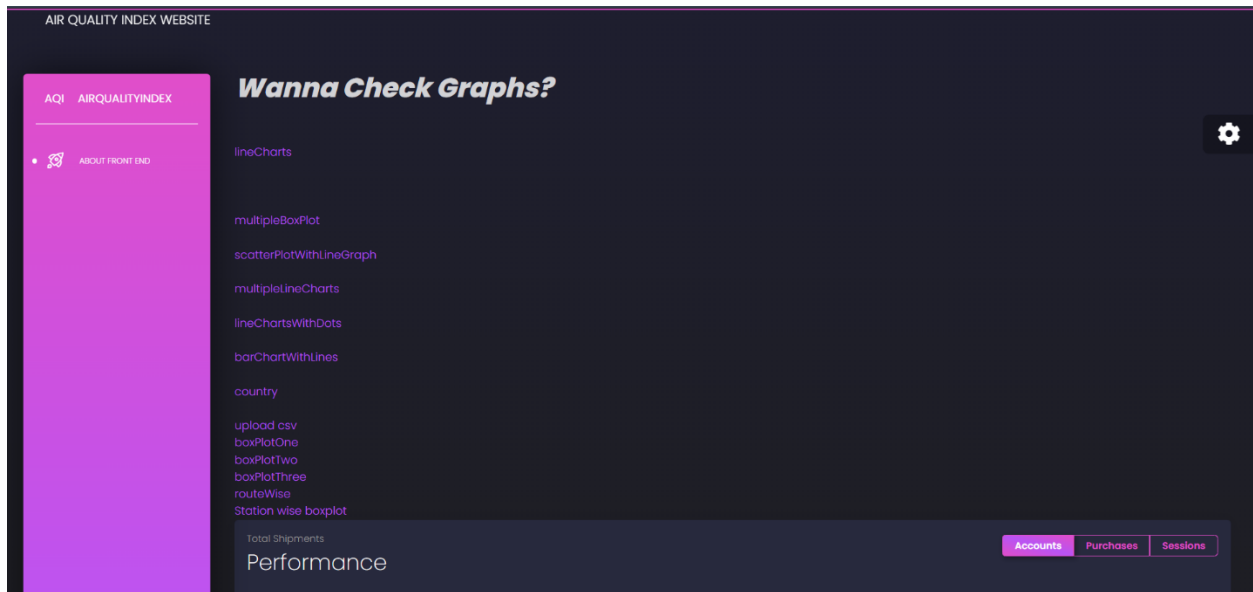 AIR QUALITY INDEX WEBSITE
AQI AIRQUALITYINDEX
ABOUT FRONT END
Wanna Check Graphs?
lineCharts
multipleBoxPlot
scatterPlotWithLineGraph
multipleLineCharts
lineChartsWithDots
barChartWithLines
country
upload csv
boxPlotOne
boxPlotTwo
boxPlotThree
routeWise
Station wise boxplot
Total Shipments
Performance
Accounts Purchases Sessions